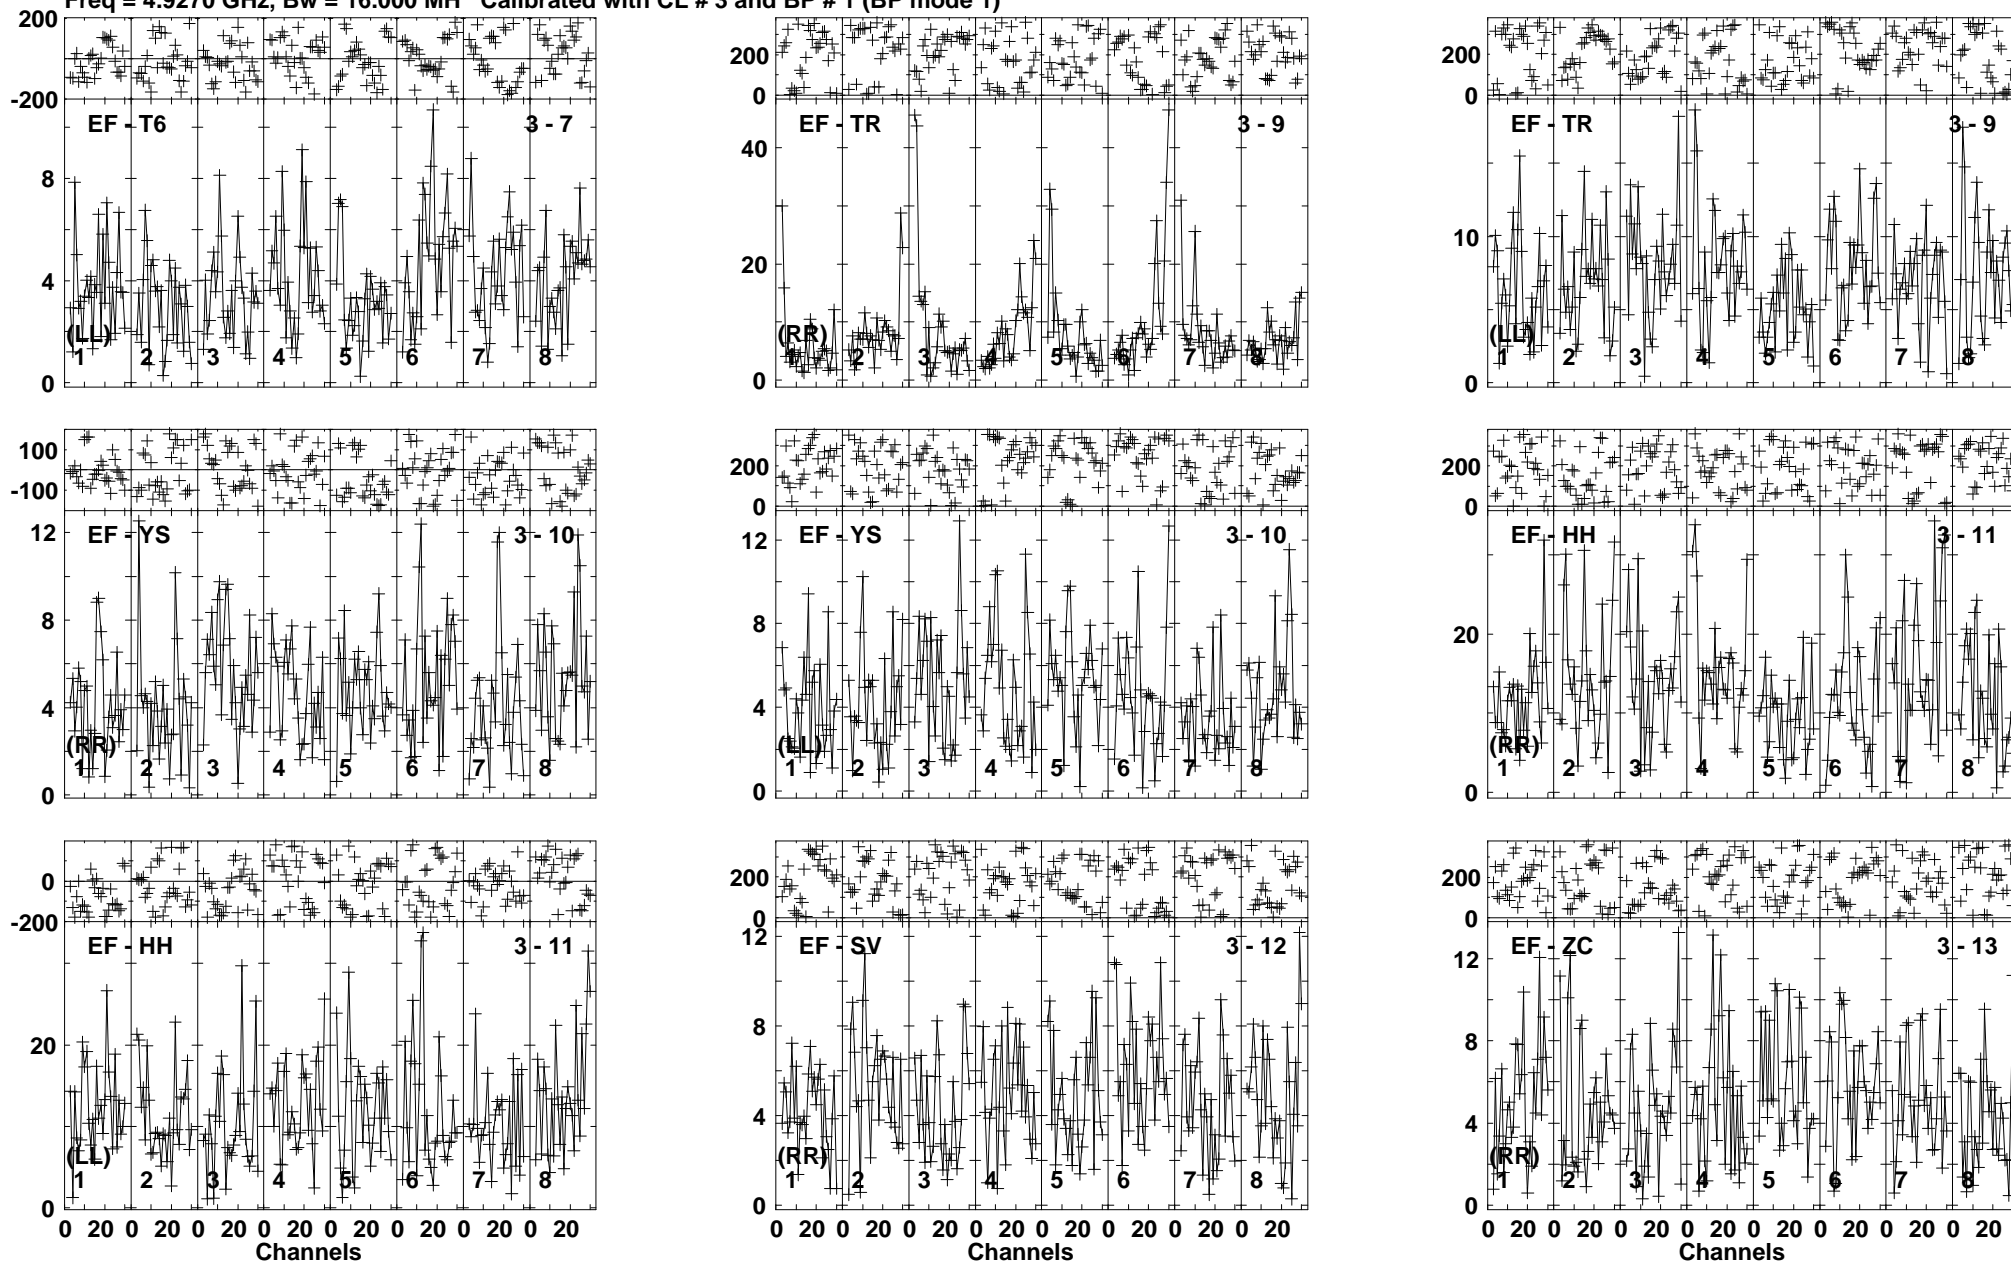 Freq = 4.9270 GHz, Bw = 16.000 MH Calibrated with CL # 3 and BP # 1 (BP mode 1)
200
-200
EF - T6 3 - 7
8
4
0
(LL)
1 2 3 4 5 6 7 8
200
0
EF - TR 3 - 9
40
20
0
(RR)
1 2 3 4 5 6 7 8
200
0
EF - TR 3 - 9
10
0
(LL)
1 2 3 4 5 6 7 8
100
-100
EF - YS 3 - 10
12
8
4
0
(RR)
1 2 3 4 5 6 7 8
200
0
EF - YS 3 - 10
12
8
4
0
(LL)
1 2 3 4 5 6 7 8
200
0
EF - HH 3 - 11
20
0
(RR)
1 2 3 4 5 6 7 8
0
-200
EF - HH 3 - 11
20
0
(LL)
1 2 3 4 5 6 7 8
0 20 0 20 0 20 0 20 0 20 0 20 0 20 0 20
Channels
200
0
EF - SV 3 - 12
12
8
4
0
(RR)
1 2 3 4 5 6 7 8
0 20 0 20 0 20 0 20 0 20 0 20 0 20 0 20
Channels
200
0
EF - ZC 3 - 13
12
8
4
0
(RR)
1 2 3 4 5 6 7 8
0 20 0 20 0 20 0 20 0 20 0 20 0 20 0 20
Channels